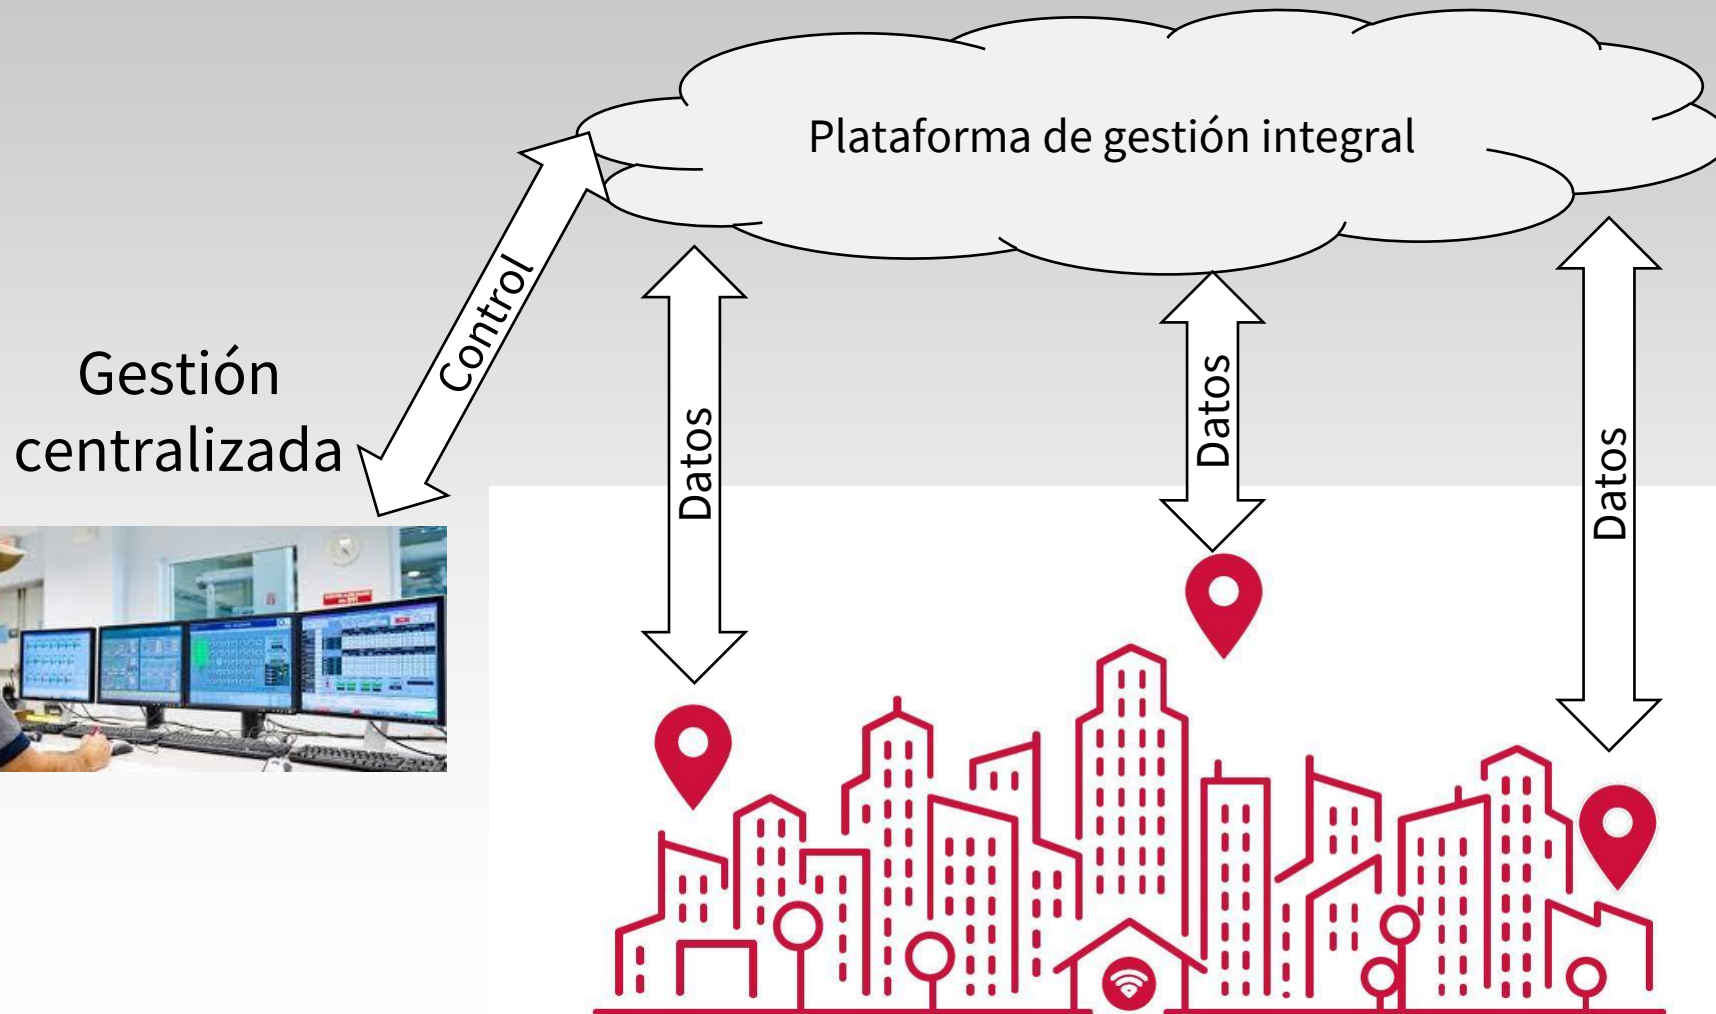 Plataforma de gestión integral
Control
Gestión
centralizada
Datos
Datos
Datos